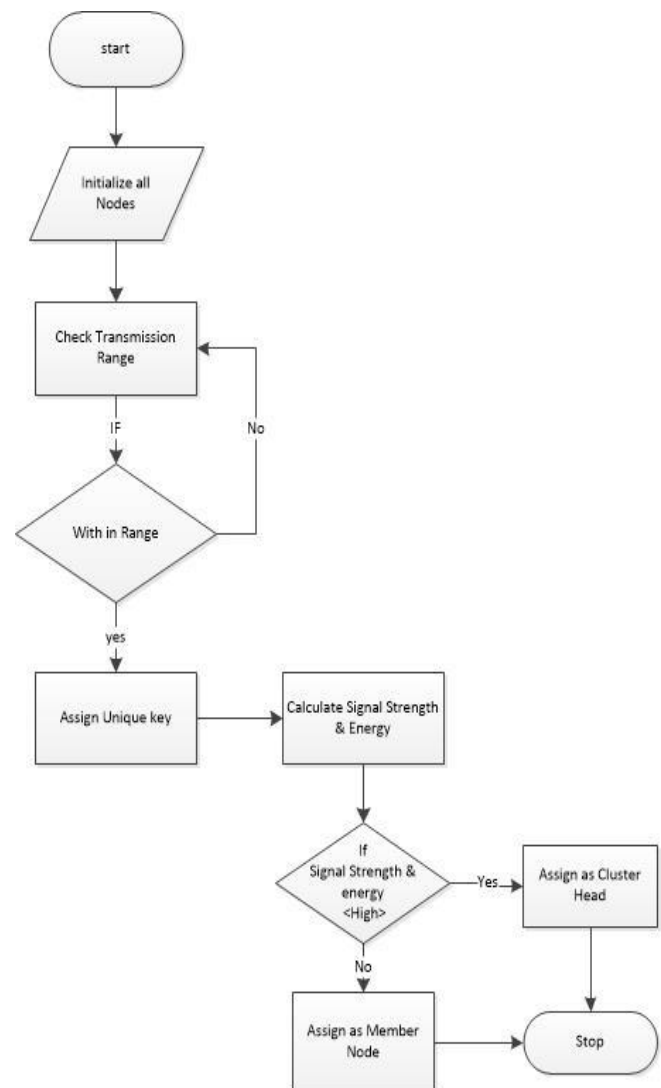 start
Initialize all
Nodes
Check Transmission
Range
IF
No
With in Range
yes
Assign Unique key
Calculate Signal Strength
& Energy
If
Signal Strength &
energy
<High>
Yes
Assign as Cluster
Head
No
Assign as Member
Node
Stop